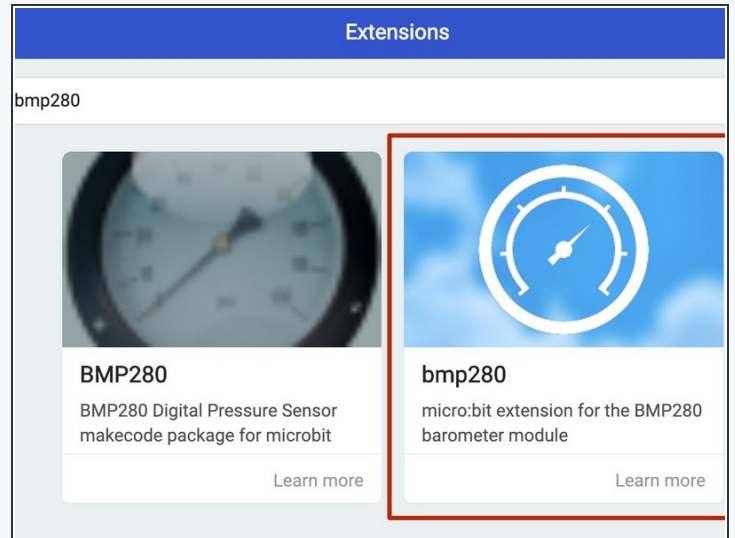 Extensions
bmp280
BMP280
BMP280 Digital Pressure Sensor
makecode package for microbit
Learn more
bmp280
micro:bit extension for the BMP280
barometer module
Learn more